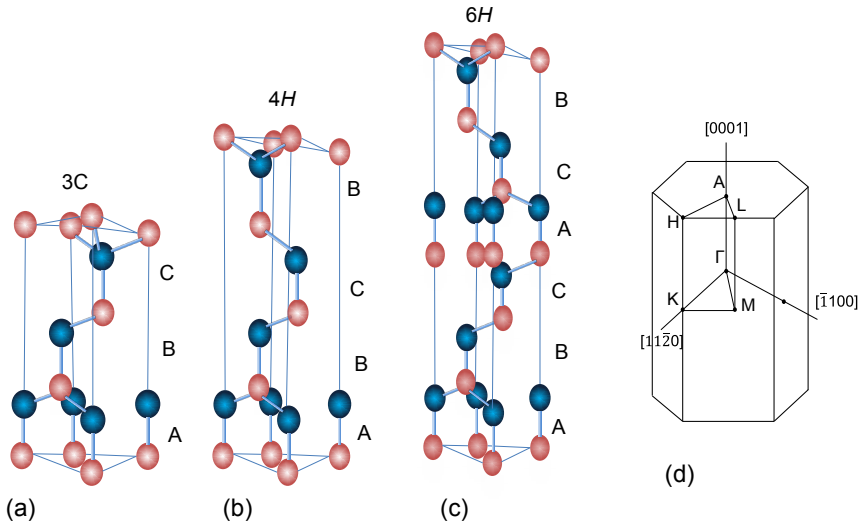 3C
C
B
A
(a)
4H
B
C
B
A
(b)
6H
B
C
A
C
B
A
(c)
[0001]
A
L
H
Γ
K
M
[1̅100]
[112̅0]
(d)